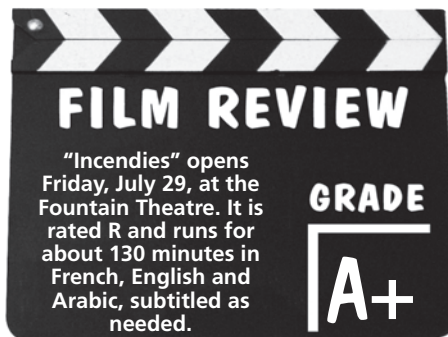 FILM REVIEW
“Incendies” opens
Friday, July 29, at the
Fountain Theatre. It is
rated R and runs for
about 130 minutes in
French, English and
Arabic, subtitled as
needed.
GRADE
A+